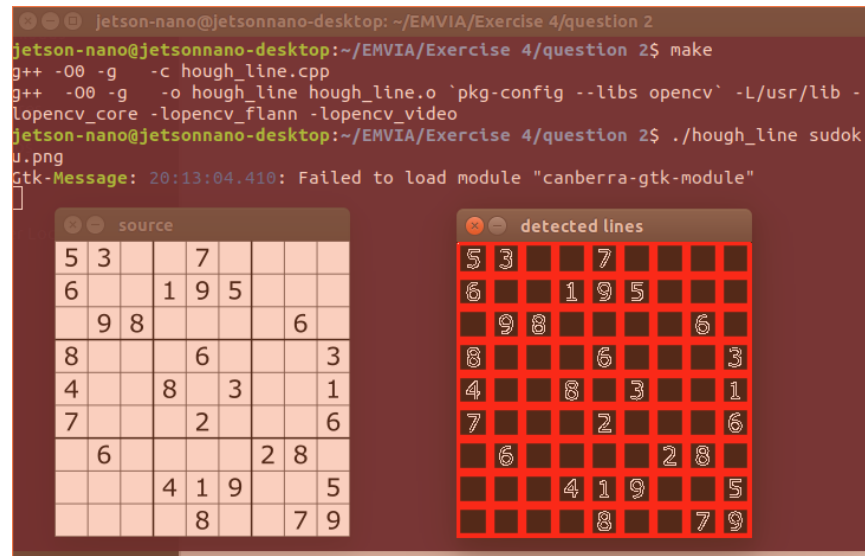 jetson-nano@jetsonnano-desktop: ~/EMVIA/Exercise 4/question 2
jetson-nano@jetsonnano-desktop:~/EMVIA/Exercise 4/question 2$ make
g++ -O0 -g   -c hough_line.cpp
g++  -O0 -g   -o hough_line hough_line.o `pkg-config --libs opencv` -L/usr/lib -
lopencv_core -lopencv_flann -lopencv_video
jetson-nano@jetsonnano-desktop:~/EMVIA/Exercise 4/question 2$ ./hough_line sudok
u.png
Gtk-Message: 20:13:04.410: Failed to load module "canberra-gtk-module"
source
5 3 7
6 1 9 5
9 8 6
8 6 3
4 8 3 1
7 2 6
6 2 8
4 1 9 5
8 7 9
detected lines
5 3 7
6 1 9 5
9 8 6
8 6 3
4 8 3 1
7 2 6
6 2 8
4 1 9 5
8 7 9